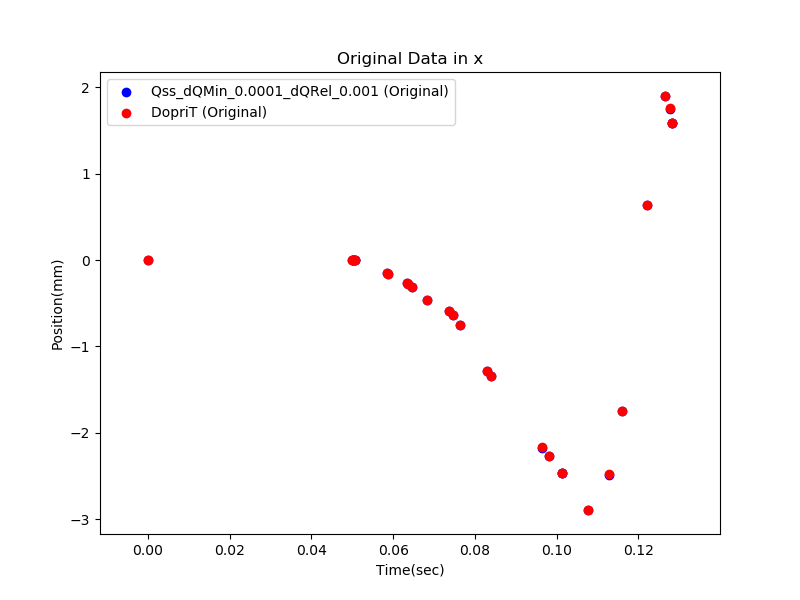 Original Data in x
Qss_dQMin_0.0001_dQRel_0.001 (Original)
DopriT (Original)
2
1
0
−1
−2
−3
Position(mm)
0.00 0.02 0.04 0.06 0.08 0.10 0.12
Time(sec)